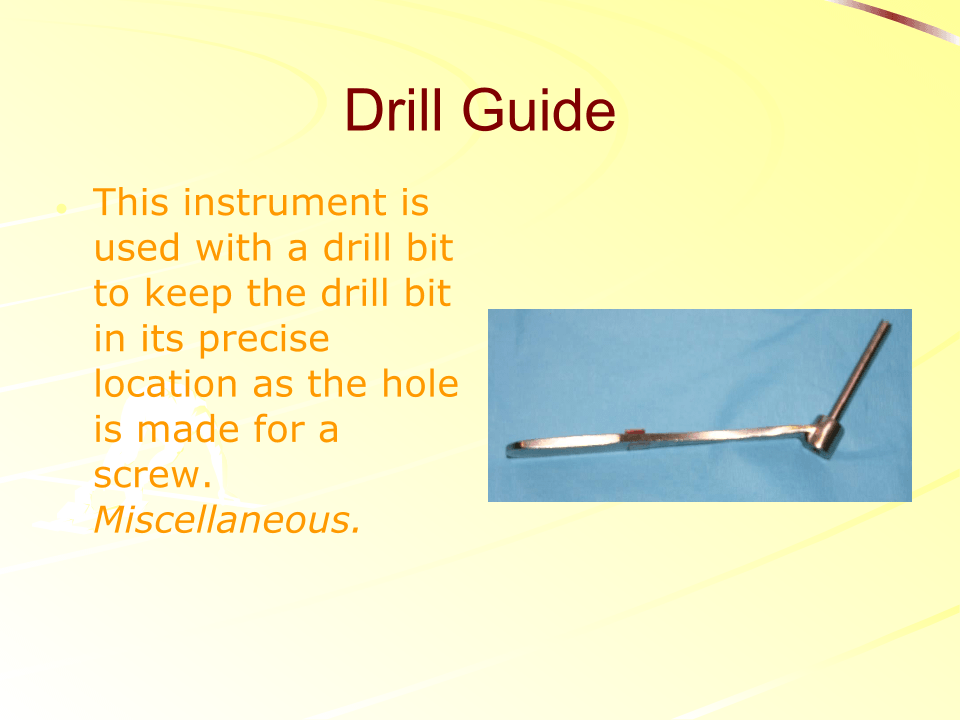 Drill Guide
• This instrument is
used with a drill bit
to keep the drill bit
in its precise
location as the hole
is made for a
screw.
Miscellaneous.